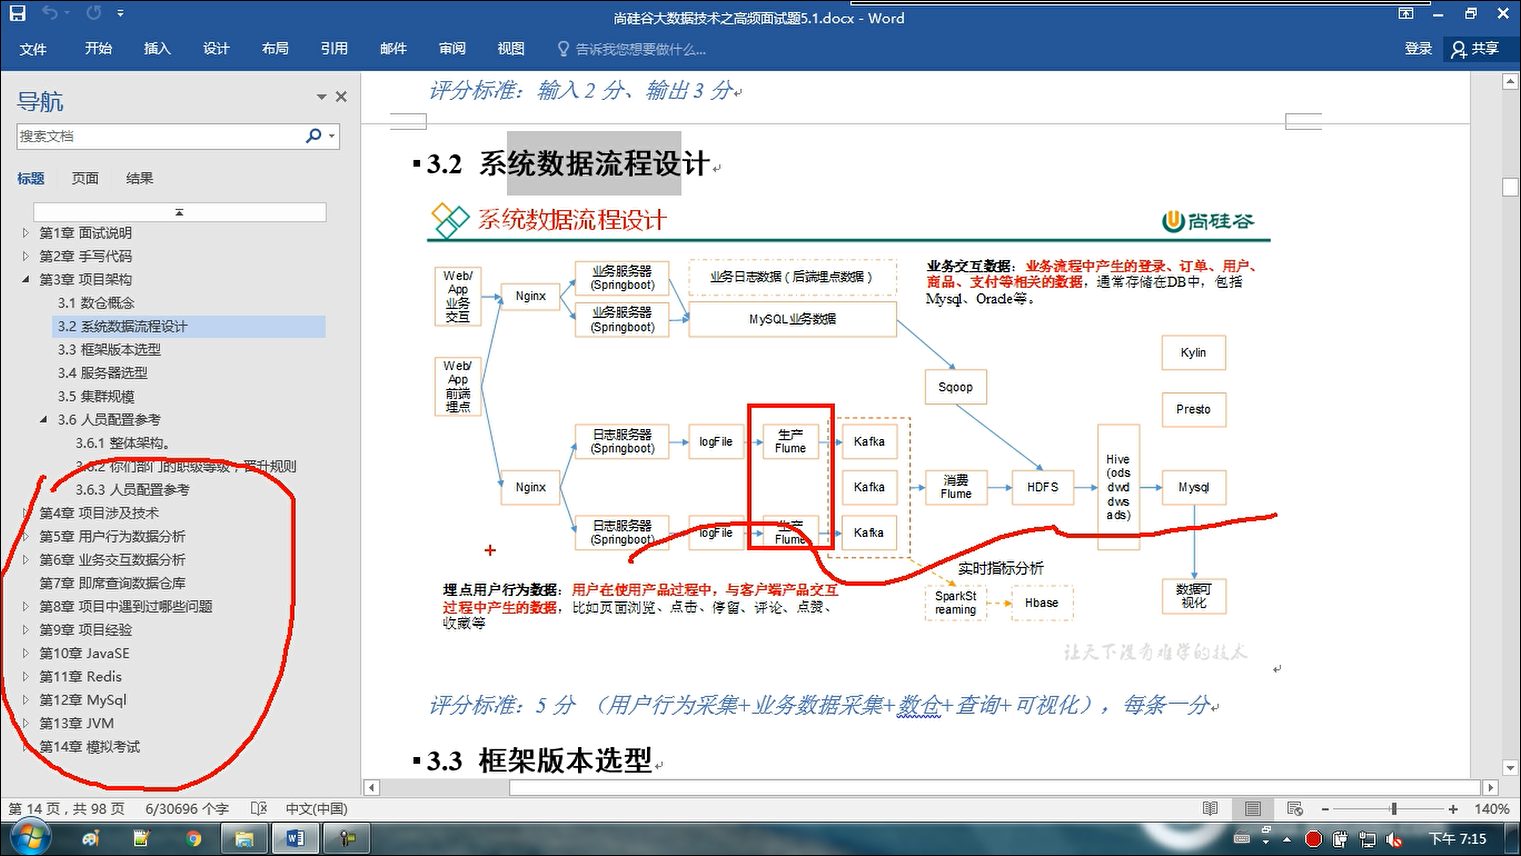 尚硅谷大数据技术之高频面试题5.1.docx - Word
文件 开始 插入 设计 布局 引用 邮件 审阅 视图 告诉我您想要做什么... 登录 共享
导航
搜索文档
标题 页面 结果
第1章 面试说明
第2章 手写代码
第3章 项目架构
3.1 数仓概念
3.2 系统数据流程设计
3.3 框架版本选型
3.4 服务器选型
3.5 集群规模
3.6 人员配置参考
3.6.1 整体架构。
3.6.2 你们部门的职级等级，晋升规则
3.6.3 人员配置参考
第4章 项目涉及技术
第5章 用户行为数据分析
第6章 业务交互数据分析
第7章 即席查询数据仓库
第8章 项目中遇到过哪些问题
第9章 项目经验
第10章 JavaSE
第11章 Redis
第12章 MySql
第13章 JVM
第14章 模拟考试
评分标准：输入 2 分、输出 3 分
3.2 系统数据流程设计
系统数据流程设计
尚硅谷
Web/
App
业务
交互
Nginx
业务服务器
(Springboot)
业务服务器
(Springboot)
业务日志数据（后端埋点数据）
MySQL业务数据
业务交互数据：业务流程中产生的登录、订单、用户、
商品、支付等相关的数据，通常存储在DB中，包括
Mysql、Oracle等。
Web/
App
前端
埋点
Sqoop
Kylin
Presto
日志服务器
(Springboot)
logFile
生产
Flume
Kafka
Nginx
Kafka
消费
Flume
HDFS
Hive
(ods
dwd
dws
ads)
Mysql
日志服务器
(Springboot)
logFile
生产
Flume
Kafka
实时指标分析
SparkSt
reaming
Hbase
数据可
视化
埋点用户行为数据：用户在使用产品过程中，与客户端产品交互
过程中产生的数据，比如页面浏览、点击、停留、评论、点赞、
收藏等
让天下没有难学的技术
评分标准：5 分 （用户行为采集+业务数据采集+数仓+查询+可视化），每条一分
3.3 框架版本选型
第 14 页，共 98 页 6/30696 个字 中文(中国) 140%
下午 7:15